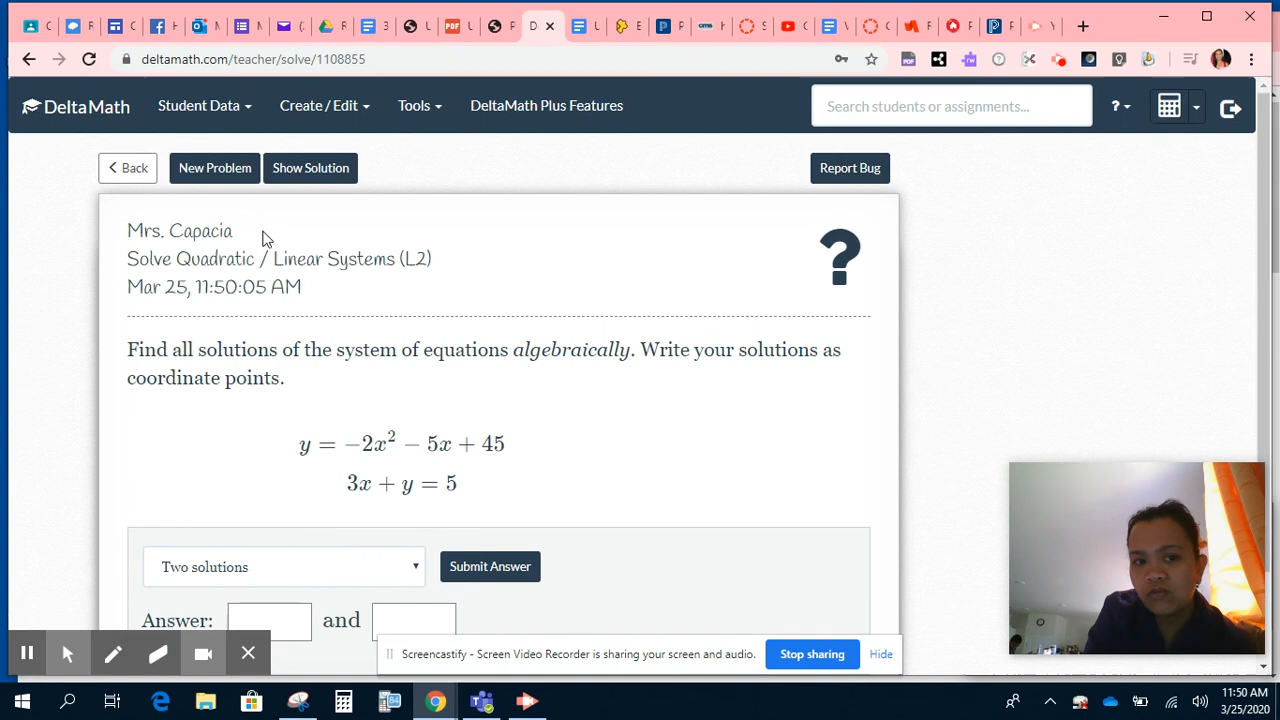 C
F
C
F
N
N
(
R
3
U
U
P
D
U
E
P
P
cms
H
S
C
V
C
F
F
P
V
deltamath.com/teacher/solve/1108855
DeltaMath Student Data Create / Edit Tools DeltaMath Plus Features Search students or assignments... ?
Back New Problem Show Solution Report Bug
Mrs. Capacia
Solve Quadratic / Linear Systems (L2)
Mar 25, 11:50:05 AM
?
Find all solutions of the system of equations algebraically. Write your solutions as
coordinate points.
y = −2x² − 5x + 45
3x + y = 5
Two solutions Submit Answer
Answer: and
Screencastify - Screen Video Recorder is sharing your screen and audio. Stop sharing Hide
11:50 AM
3/25/2020